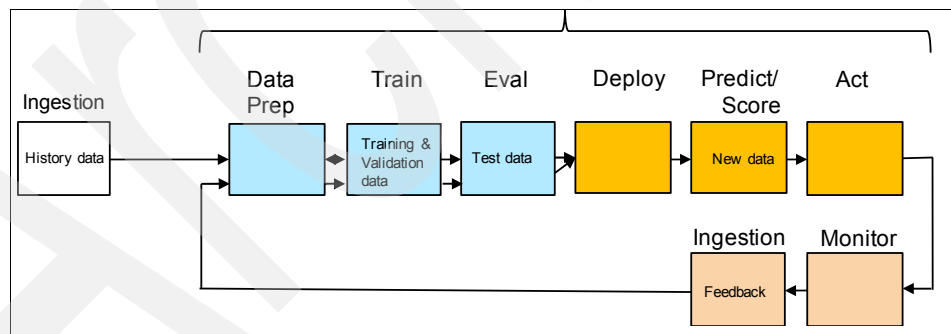 Data
Prep
Train
Eval
Deploy
Predict/
Score
Act
Ingestion
History data
Training &
Validation
data
Test data
New data
Ingestion
Monitor
Feedback